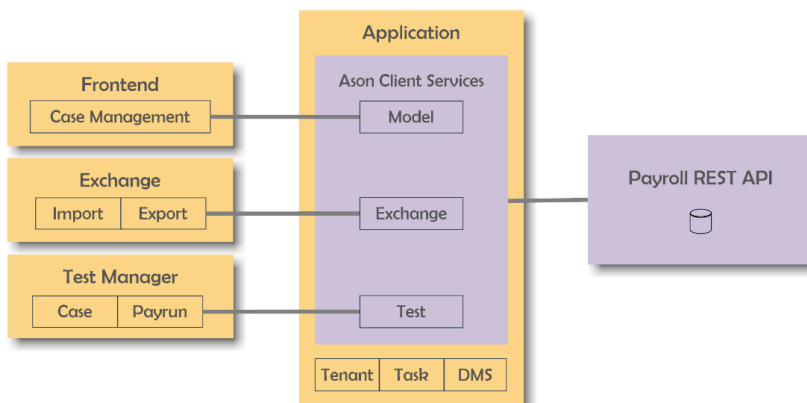 Application
Ason Client Services
Frontend
Case Management
Model
Exchange
Import Export
Exchange
Payroll REST API
Test Manager
Case Payrun
Test
Tenant Task DMS